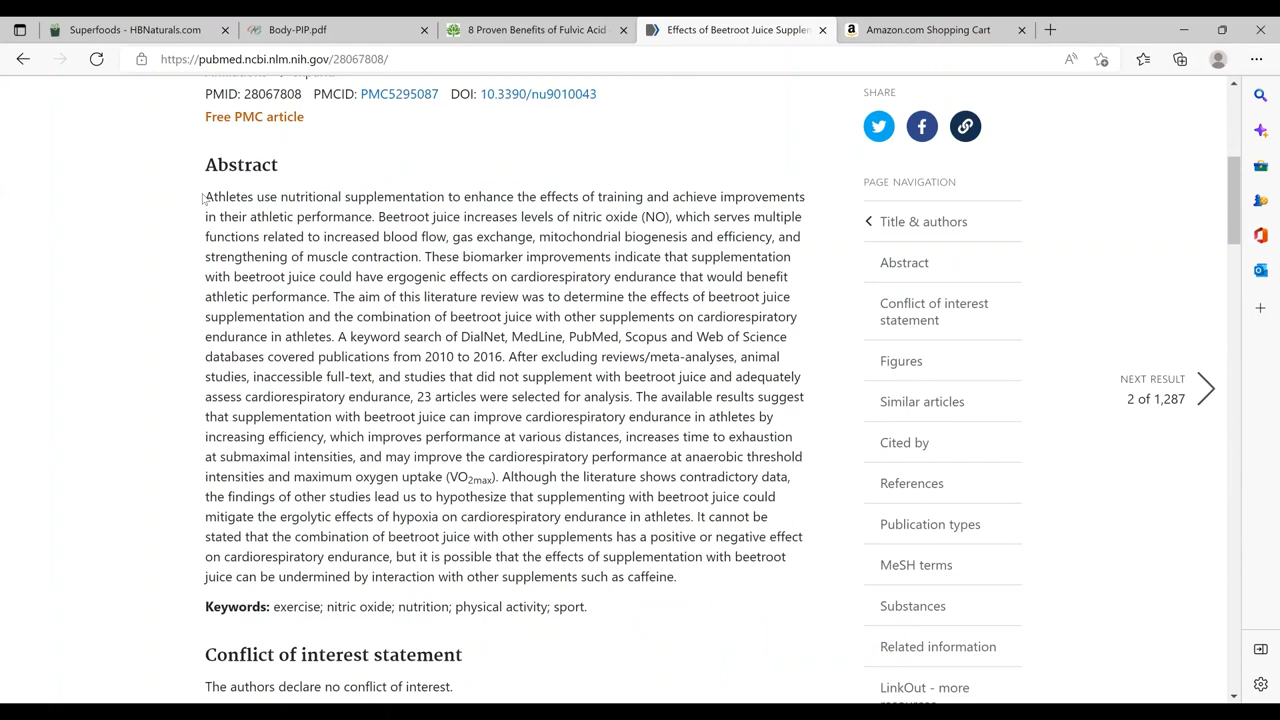 Superfoods - HBNaturals.com
Body-PIP.pdf
8 Proven Benefits of Fulvic Acid
Effects of Beetroot Juice Supplem
Amazon.com Shopping Cart
https://pubmed.ncbi.nlm.nih.gov/28067808/
PMID: 28067808 PMCID: PMC5295087 DOI: 10.3390/nu9010043
Free PMC article
Abstract
Athletes use nutritional supplementation to enhance the effects of training and achieve improvements
in their athletic performance. Beetroot juice increases levels of nitric oxide (NO), which serves multiple
functions related to increased blood flow, gas exchange, mitochondrial biogenesis and efficiency, and
strengthening of muscle contraction. These biomarker improvements indicate that supplementation
with beetroot juice could have ergogenic effects on cardiorespiratory endurance that would benefit
athletic performance. The aim of this literature review was to determine the effects of beetroot juice
supplementation and the combination of beetroot juice with other supplements on cardiorespiratory
endurance in athletes. A keyword search of DialNet, MedLine, PubMed, Scopus and Web of Science
databases covered publications from 2010 to 2016. After excluding reviews/meta-analyses, animal
studies, inaccessible full-text, and studies that did not supplement with beetroot juice and adequately
assess cardiorespiratory endurance, 23 articles were selected for analysis. The available results suggest
that supplementation with beetroot juice can improve cardiorespiratory endurance in athletes by
increasing efficiency, which improves performance at various distances, increases time to exhaustion
at submaximal intensities, and may improve the cardiorespiratory performance at anaerobic threshold
intensities and maximum oxygen uptake (VO2max). Although the literature shows contradictory data,
the findings of other studies lead us to hypothesize that supplementing with beetroot juice could
mitigate the ergolytic effects of hypoxia on cardiorespiratory endurance in athletes. It cannot be
stated that the combination of beetroot juice with other supplements has a positive or negative effect
on cardiorespiratory endurance, but it is possible that the effects of supplementation with beetroot
juice can be undermined by interaction with other supplements such as caffeine.
Keywords: exercise; nitric oxide; nutrition; physical activity; sport.
Conflict of interest statement
The authors declare no conflict of interest.
SHARE
PAGE NAVIGATION
Title & authors
Abstract
Conflict of interest
statement
Figures
Similar articles
Cited by
References
Publication types
MeSH terms
Substances
Related information
LinkOut - more
NEXT RESULT
2 of 1,287